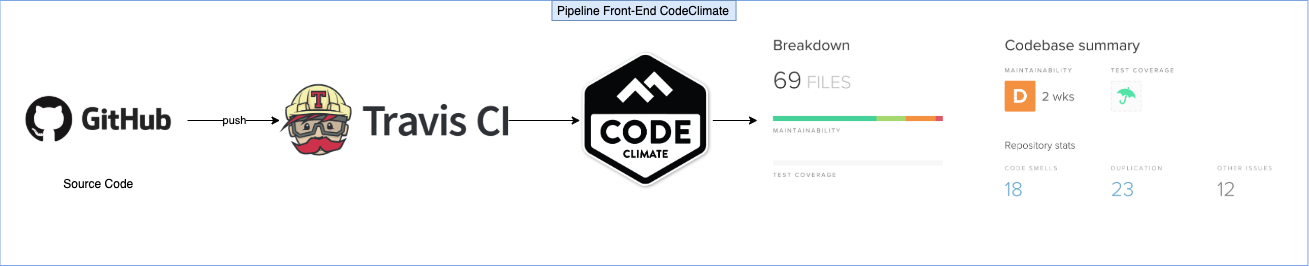 Pipeline Front-End CodeClimate
GitHub
Source Code
push
T
Travis CI
CODE
CLIMATE
Breakdown
69 FILES
MAINTAINABILITY
TEST COVERAGE
Codebase summary
MAINTAINABILITY
D 2 wks
TEST COVERAGE
Repository stats
CODE SMELLS
18
DUPLICATION
23
OTHER ISSUES
12